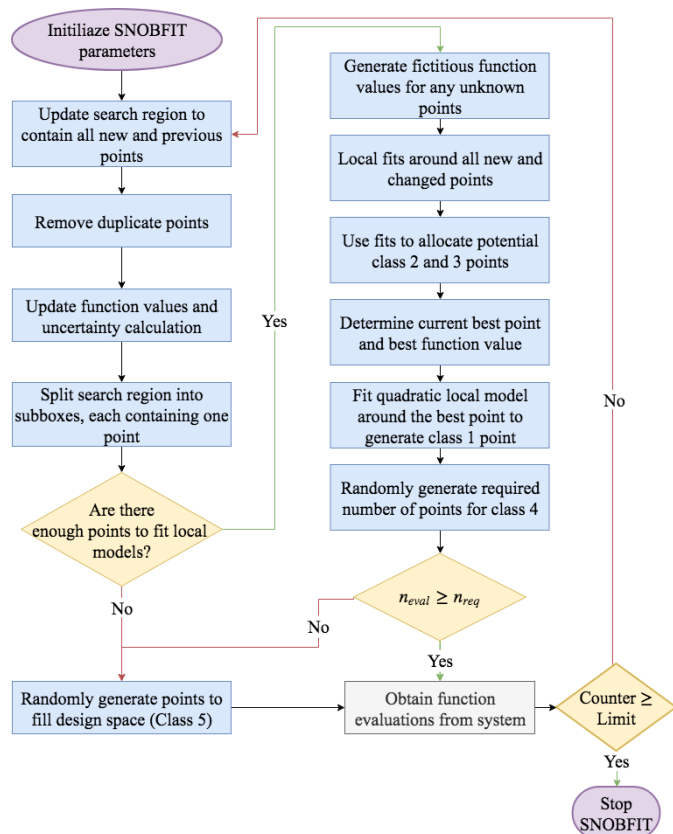 Initiliaze SNOBFIT
parameters
Update search region to
contain all new and previous
points
Remove duplicate points
Update function values and
uncertainty calculation
Split search region into
subboxes, each containing one
point
Are there
enough points to fit local
models?
Yes
No
Randomly generate points to
fill design space (Class 5)
Generate fictitious function
values for any unknown
points
Local fits around all new and
changed points
Use fits to allocate potential
class 2 and 3 points
Determine current best point
and best function value
Fit quadratic local model
around the best point to
generate class 1 point
Randomly generate required
number of points for class 4
n_{eval} ≥ n_{req}
No
Yes
Obtain function
evaluations from system
Counter ≥
Limit
No
Yes
Stop
SNOBFIT